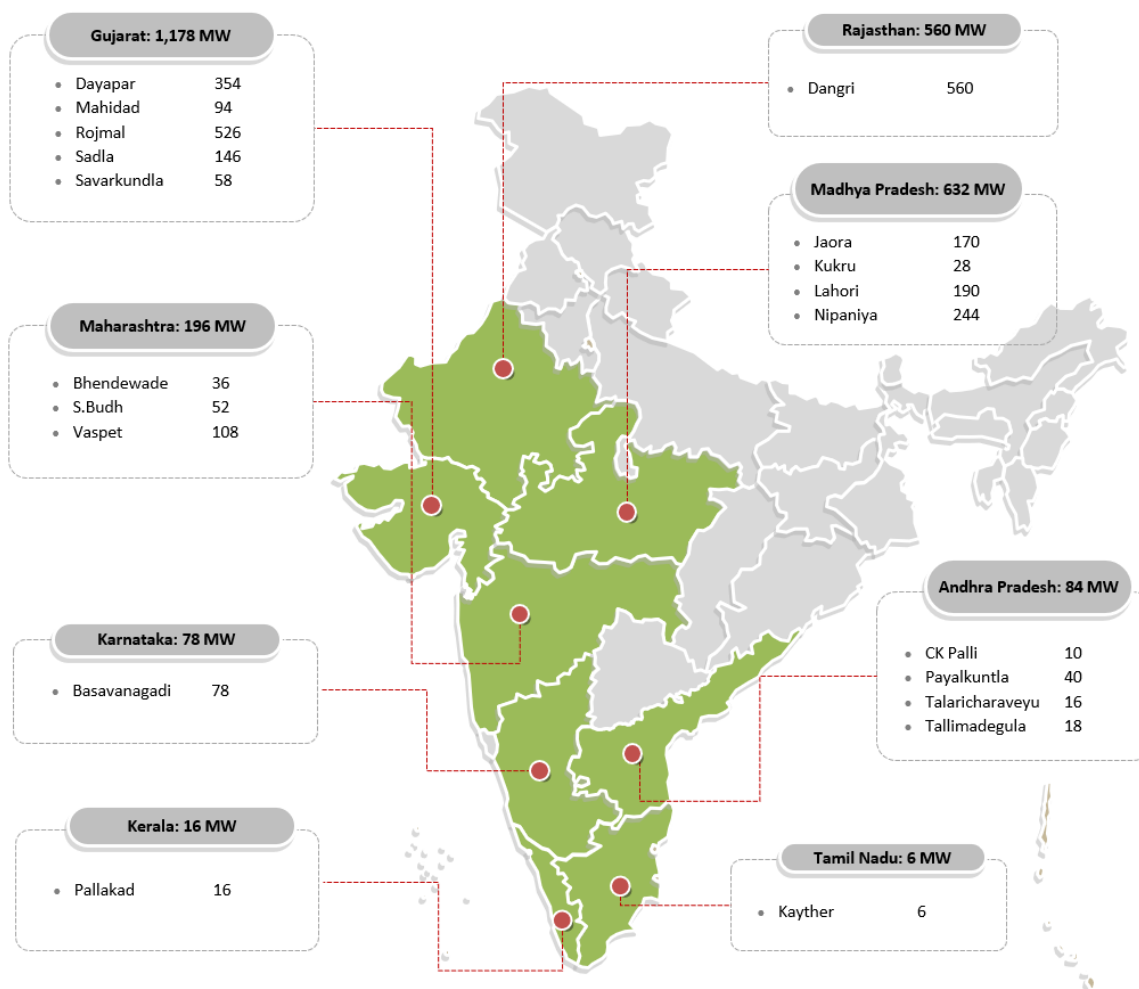 Gujarat: 1,178 MW
• Dayapar 354
• Mahidad 94
• Rojmal 526
• Sadla 146
• Savarkundla 58
Rajasthan: 560 MW
• Dangri 560
Madhya Pradesh: 632 MW
• Jaora 170
• Kukru 28
• Lahori 190
• Nipaniya 244
Maharashtra: 196 MW
• Bhendewade 36
• S.Budh 52
• Vaspet 108
Andhra Pradesh: 84 MW
• CK Palli 10
• Payalkuntla 40
• Talaricharaveyu 16
• Tallimadegula 18
Karnataka: 78 MW
• Basavanagadi 78
Kerala: 16 MW
• Pallakad 16
Tamil Nadu: 6 MW
• Kayther 6